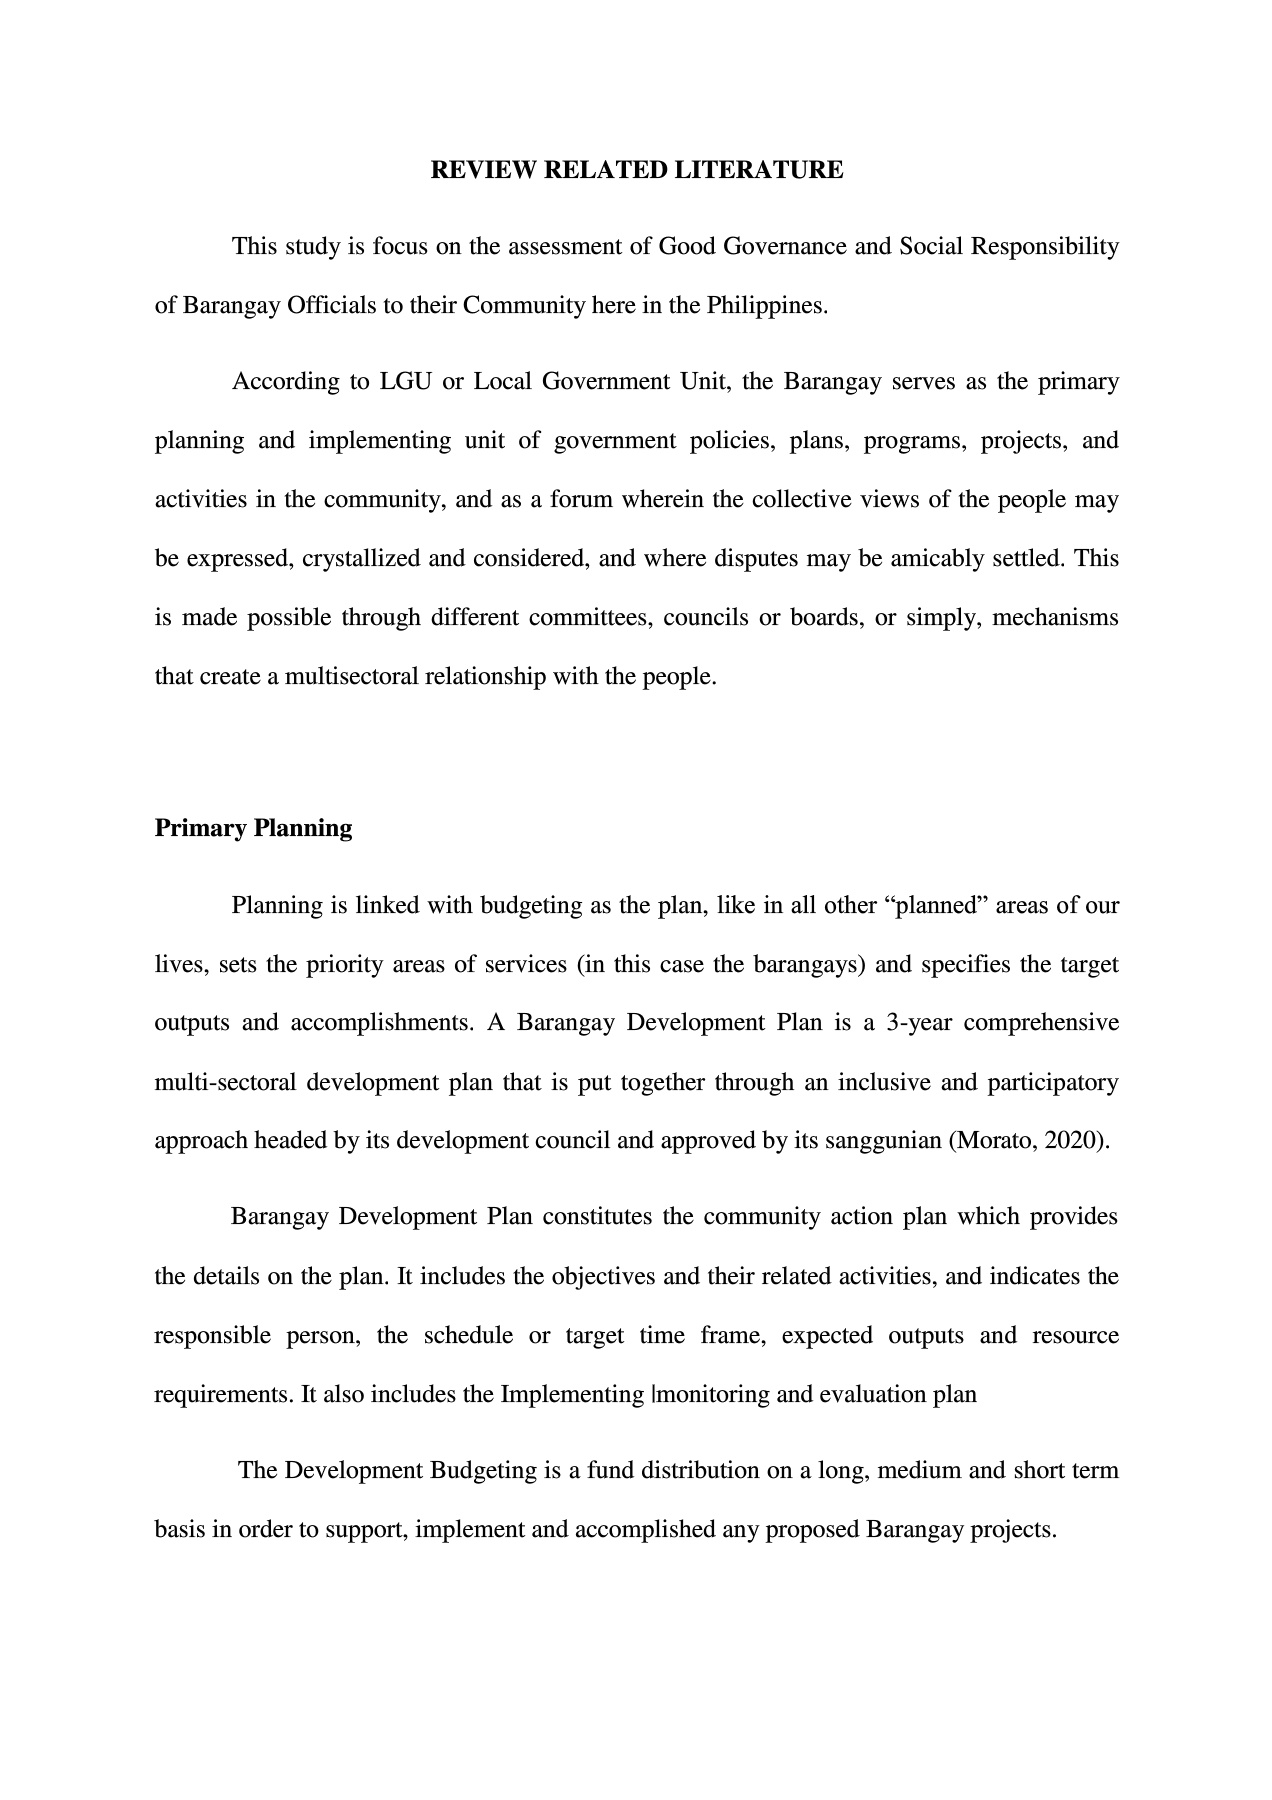 REVIEW RELATED LITERATURE
This study is focus on the assessment of Good Governance and Social Responsibility
of Barangay Officials to their Community here in the Philippines.
According to LGU or Local Government Unit, the Barangay serves as the primary
planning and implementing unit of government policies, plans, programs, projects, and
activities in the community, and as a forum wherein the collective views of the people may
be expressed, crystallized and considered, and where disputes may be amicably settled. This
is made possible through different committees, councils or boards, or simply, mechanisms
that create a multisectoral relationship with the people.
Primary Planning
Planning is linked with budgeting as the plan, like in all other “planned” areas of our
lives, sets the priority areas of services (in this case the barangays) and specifies the target
outputs and accomplishments. A Barangay Development Plan is a 3-year comprehensive
multi-sectoral development plan that is put together through an inclusive and participatory
approach headed by its development council and approved by its sanggunian (Morato, 2020).
Barangay Development Plan constitutes the community action plan which provides
the details on the plan. It includes the objectives and their related activities, and indicates the
responsible person, the schedule or target time frame, expected outputs and resource
requirements. It also includes the Implementing |monitoring and evaluation plan
The Development Budgeting is a fund distribution on a long, medium and short term
basis in order to support, implement and accomplished any proposed Barangay projects.